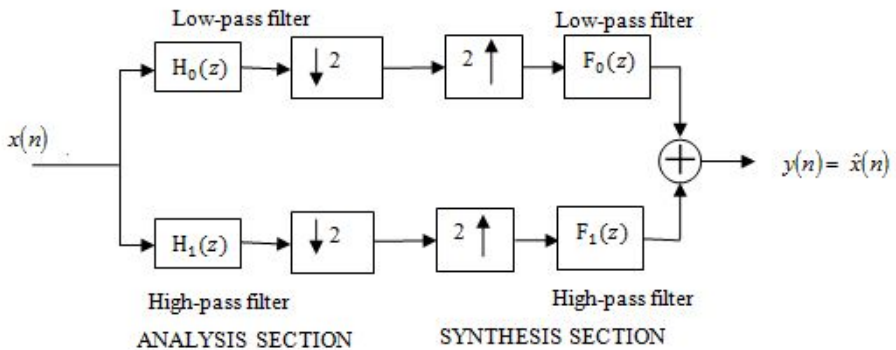 Low-pass filter
Low-pass filter
H₀(z)
2
2
F₀(z)
x(n)
y(n) = x̂(n)
H₁(z)
2
2
F₁(z)
High-pass filter
High-pass filter
ANALYSIS SECTION
SYNTHESIS SECTION